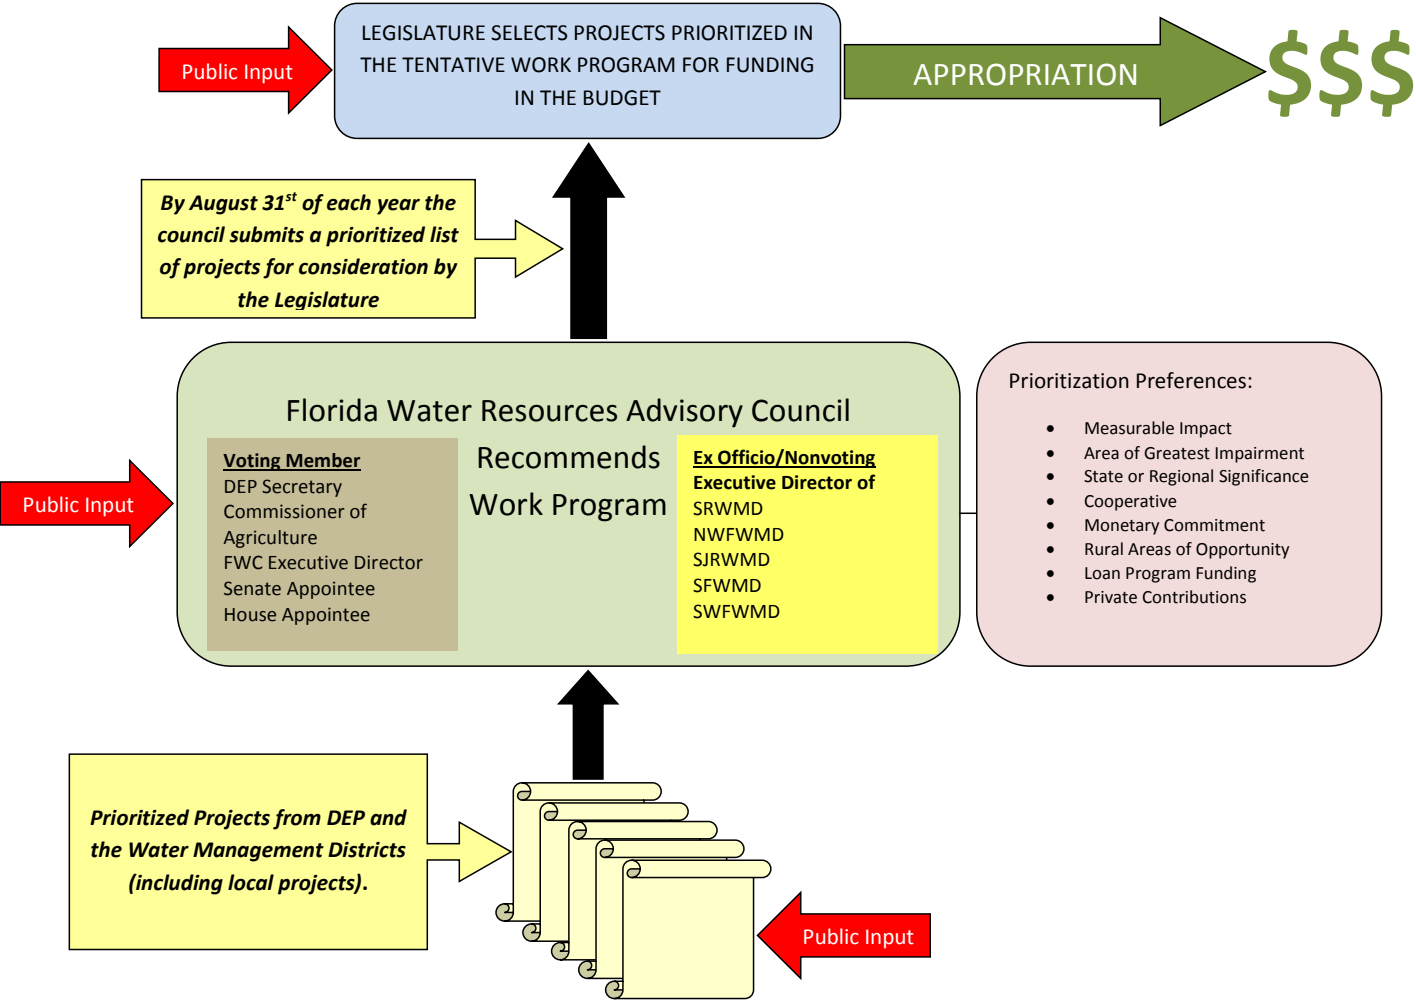 LEGISLATURE SELECTS PROJECTS PRIORITIZED IN
THE TENTATIVE WORK PROGRAM FOR FUNDING
IN THE BUDGET
Public Input
APPROPRIATION
$$$
By August 31st of each year the
council submits a prioritized list
of projects for consideration by
the Legislature
Florida Water Resources Advisory Council
Recommends
Work Program
Voting Member
DEP Secretary
Commissioner of
Agriculture
FWC Executive Director
Senate Appointee
House Appointee
Ex Officio/Nonvoting
Executive Director of
SRWMD
NWFWMD
SJRWMD
SFWMD
SWFWMD
Public Input
Prioritization Preferences:
• Measurable Impact
• Area of Greatest Impairment
• State or Regional Significance
• Cooperative
• Monetary Commitment
• Rural Areas of Opportunity
• Loan Program Funding
• Private Contributions
Prioritized Projects from DEP and
the Water Management Districts
(including local projects).
Public Input